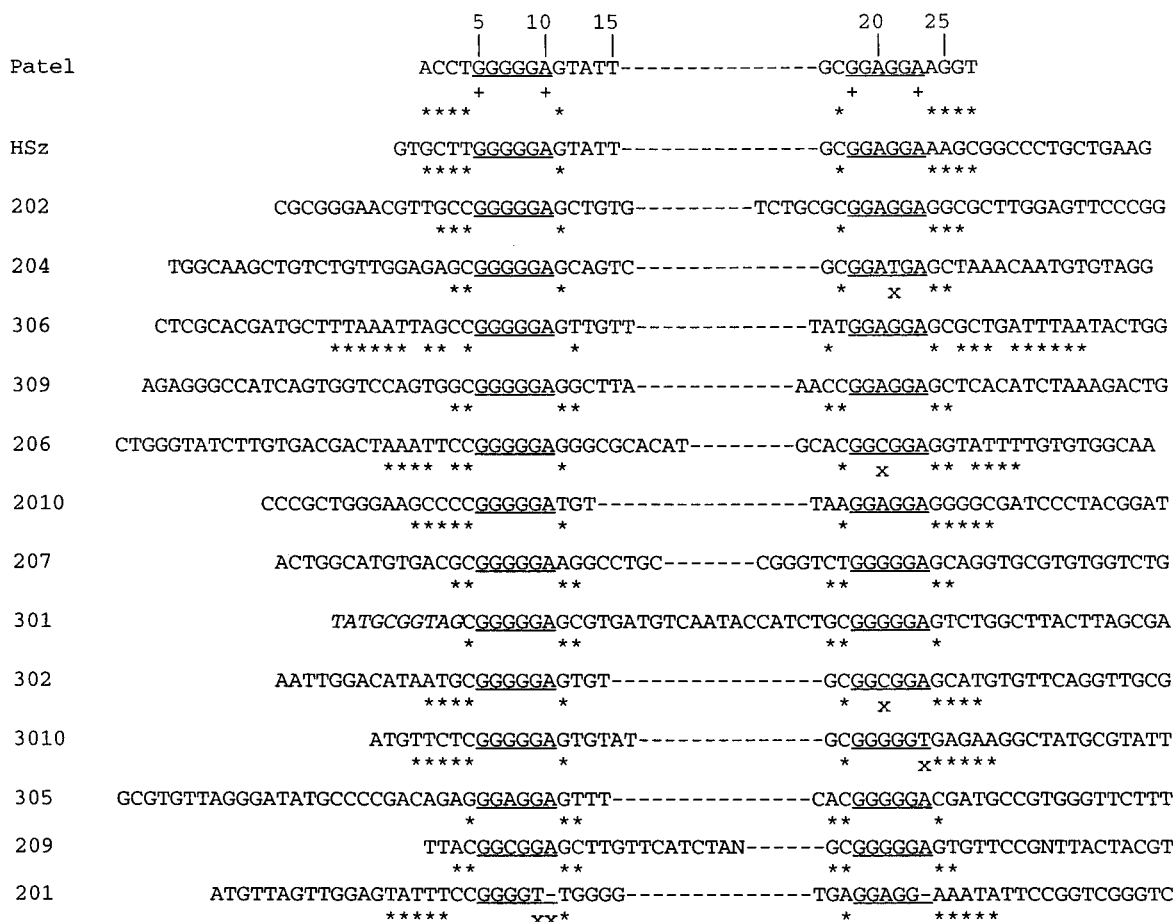 5 10 15 20 25
Patel ACCTGGGGGAGTATT---------------GCGGAGGAAGGT
+ + + +
**** * * ****
HSz GTGCTTGGGGGAGTATT---------------GCGGAGGAAAGCGGCCCTGCTGAAG
**** * * ****
202 CGCGGGAACGTTGCCGGGGGAGCTGTG---------TCTGCGCGGAGGAGGCGCTTGGAGTTCCCGG
*** * * ***
204 TGGCAAGCTGTCTGTTGGAGAGCGGGGGAGCAGTC--------------GCGGATGAGCTAAACAATGTGTAGG
** * * x **
306 CTCGCACGATGCTTTAAATTAGCCGGGGGAGTTGTT-------------TATGGAGGAGCGCTGATTTAATACTGG
****** ** * * * * *** ******
309 AGAGGGCCATCAGTGGTCCAGTGGCGGGGGAGGCTTA------------AACCGGAGGAGCTCACATCTAAAGACTG
** ** ** **
206 CTGGGTATCTTGTGACGACTAAATTCCGGGGGAGGGCGCACAT--------GCACGGCGGAGGTATTTTGTGTGGCAA
**** ** * * x ** ****
2010 CCCGCTGGGAAGCCCCGGGGGATGT----------------TAAGGAGGAGGGGCGATCCCTACGGAT
***** * * *****
207 ACTGGCATGTGACGCGGGGGAAGGCCTGC-------CGGGTCTGGGGGAGCAGGTGCGTGTGGTCTG
** ** ** **
301 TATGCGGTAGCGGGGGAGCGTGATGTCAATACCATCTGCGGGGGAGTCTGGCTTACTTAGCGA
* ** ** *
302 AATTGGACATAATGCGGGGGAGTGT----------------GCGGCGGAGCATGTGTTCAGGTTGCG
**** * * x ****
3010 ATGTTCTCGGGGGAGTGTAT--------------GCGGGGGTGAGAAGGCTATGCGTATT
***** * * x*****
305 GCGTGTTAGGGATATGCCCCGACAGAGGGAGGAGTTT---------------CACGGGGGACGATGCCGTGGGTTCTTT
* ** ** *
209 TTACGGCGGAGCTTGTTCATCTAN------GCGGGGGAGTGTTCCGNTTACTACGT
** ** ** **
201 ATGTTAGTTGGAGTATTTCCGGGGT-TGGGG--------------TGAGGAGG-AAATATTCCGGTCGGGTC
***** xx* * *****